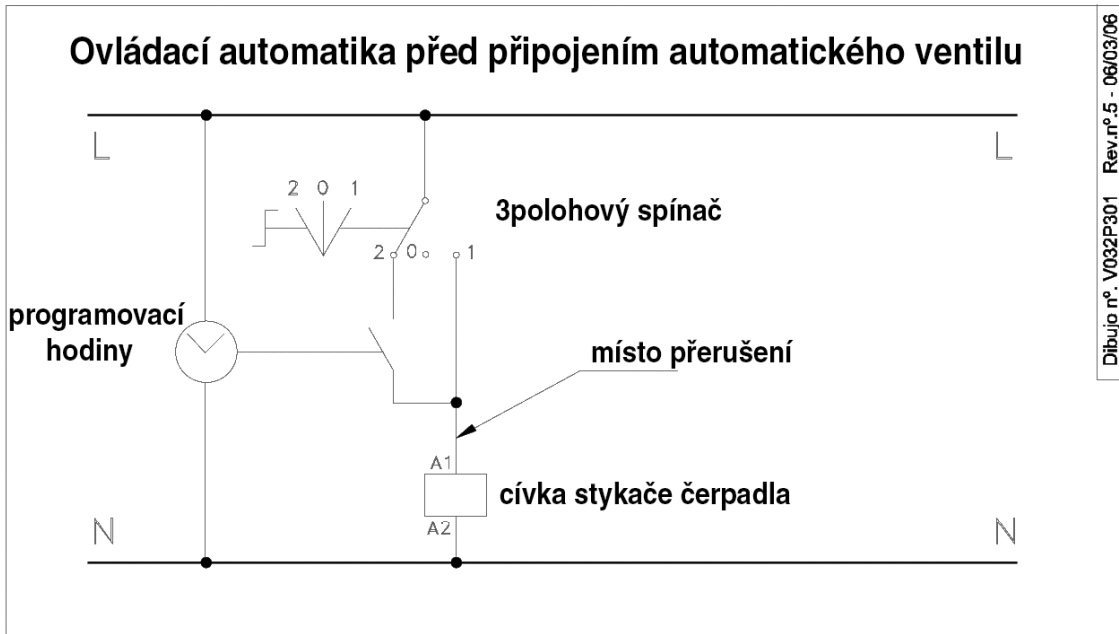 Ovládací automatika před připojením automatického ventilu
L
L
2 0 1
3polohový spínač
2 0 1
programovací
hodiny
místo přerušení
A1
cívka stykače čerpadla
A2
N
N
Dibujo nº. V032P301 Rev.nº.5 - 06/03/06